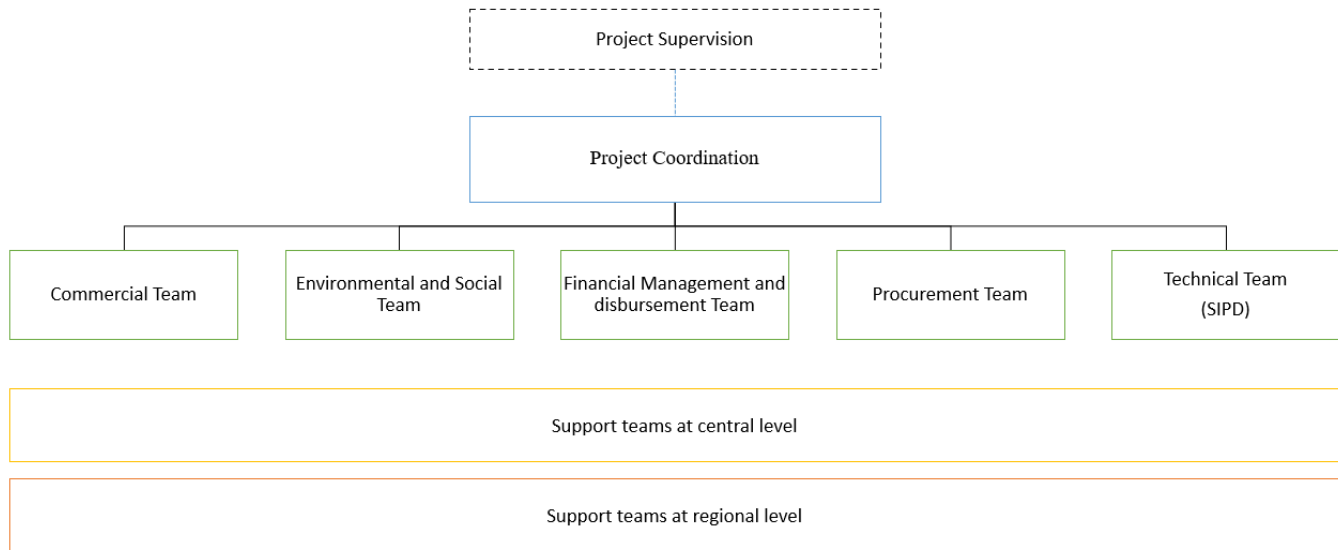 Project Supervision
Project Coordination
Commercial Team
Environmental and Social
Team
Financial Management and
disbursement Team
Procurement Team
Technical Team
(SIPD)
Support teams at central level
Support teams at regional level